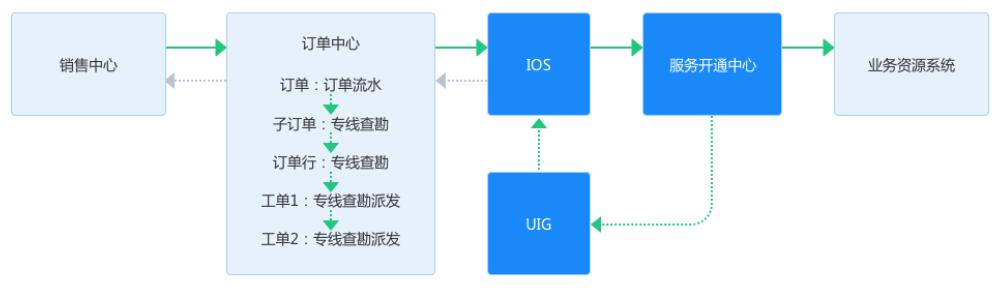 销售中心
订单中心
订单：订单流水
子订单：专线查勘
订单行：专线查勘
工单1：专线查勘派发
工单2：专线查勘派发
IOS
服务开通中心
业务资源系统
UIG